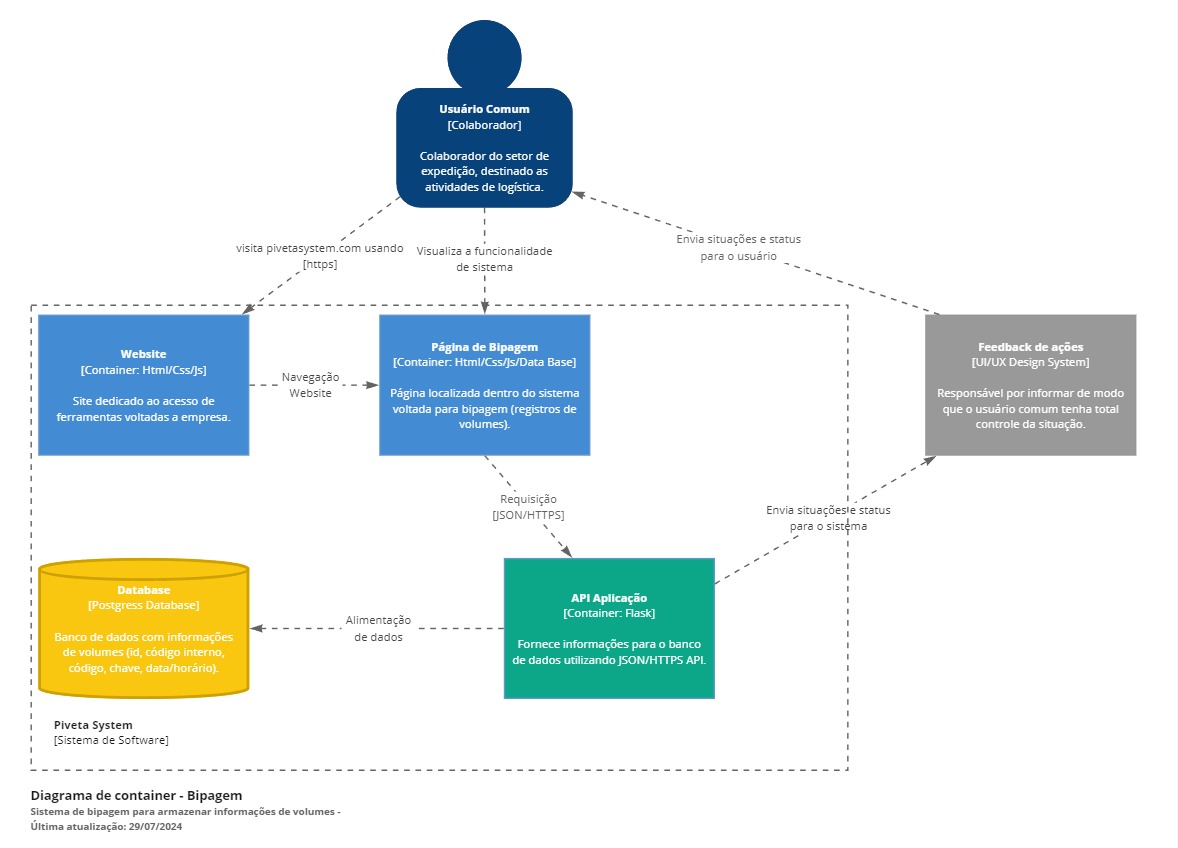 Usuário Comum
[Colaborador]
Colaborador do setor de
expedição, destinado as
atividades de logística.
visita pivetasystem.com usando
[https]
Visualiza a funcionalidade
de sistema
Envia situações e status
para o usuário
Website
[Container: Html/Css/Js]
Site dedicado ao acesso de
ferramentas voltadas a empresa.
Navegação
Website
Página de Bipagem
[Container: Html/Css/Js/Data Base]
Página localizada dentro do sistema
voltada para bipagem (registros de
volumes).
Feedback de ações
[UI/UX Design System]
Responsável por informar de modo
que o usuário comum tenha total
controle da situação.
Requisição
[JSON/HTTPS]
Envia situações e status
para o sistema
Database
[Postgress Database]
Banco de dados com informações
de volumes (id, código interno,
código, chave, data/horário).
Alimentação
de dados
API Aplicação
[Container: Flask]
Fornece informações para o banco
de dados utilizando JSON/HTTPS API.
Piveta System
[Sistema de Software]
Diagrama de container - Bipagem
Sistema de bipagem para armazenar informações de volumes -
Última atualização: 29/07/2024